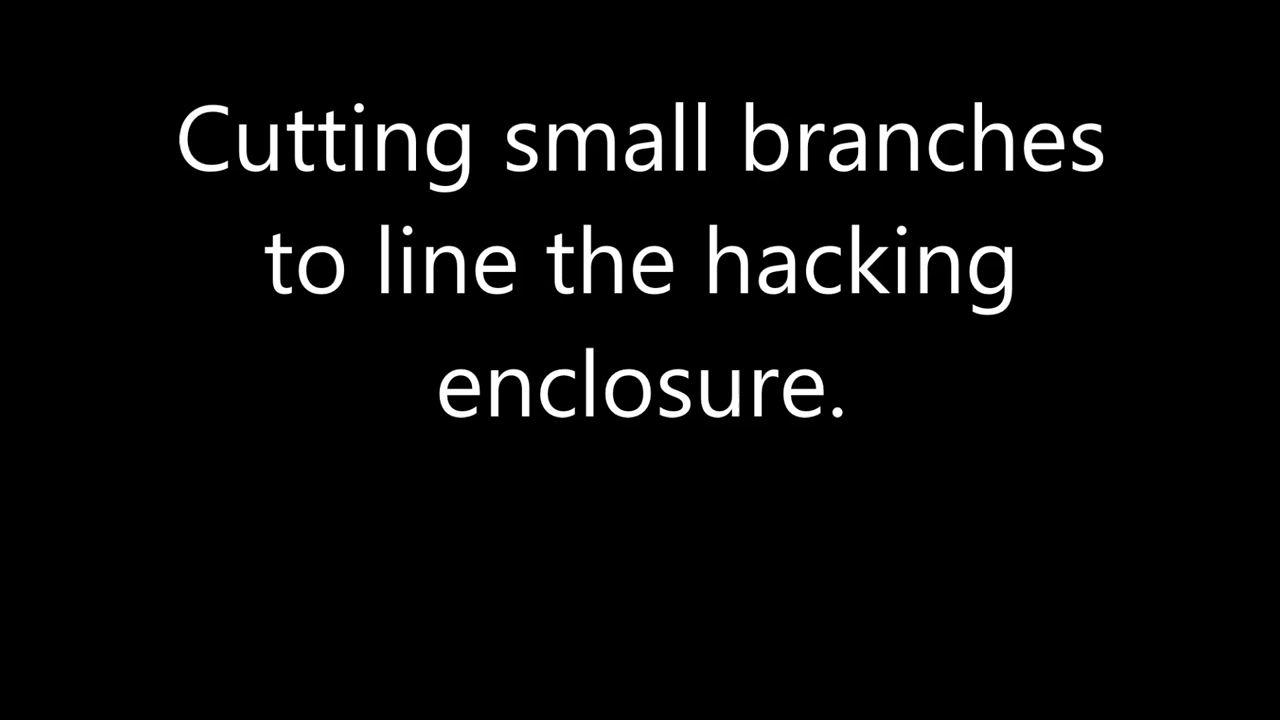 Cutting small branches
to line the hacking
enclosure.